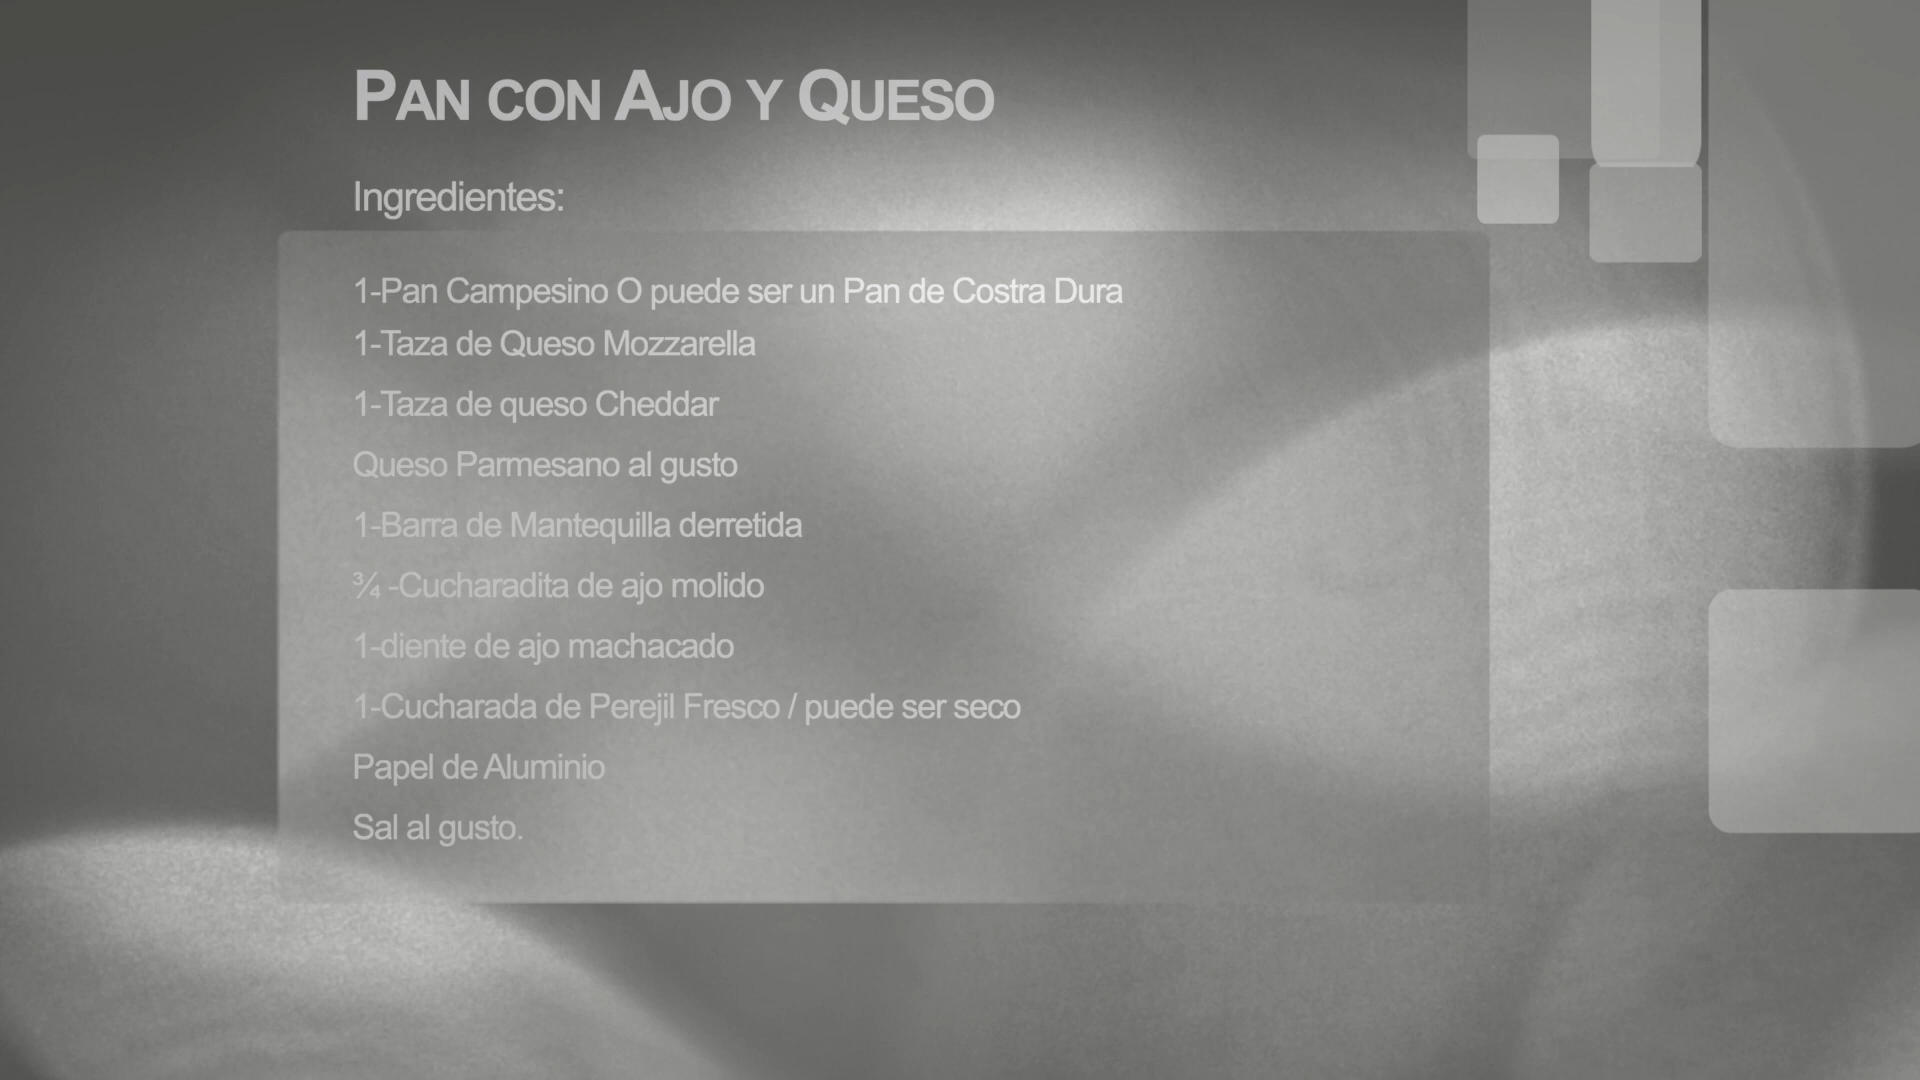 Pan con Ajo y Queso
Ingredientes:
1-Pan Campesino O puede ser un Pan de Costra Dura
1-Taza de Queso Mozzarella
1-Taza de queso Cheddar
Queso Parmesano al gusto
1-Barra de Mantequilla derretida
¾ -Cucharadita de ajo molido
1-diente de ajo machacado
1-Cucharada de Perejil Fresco / puede ser seco
Papel de Aluminio
Sal al gusto.